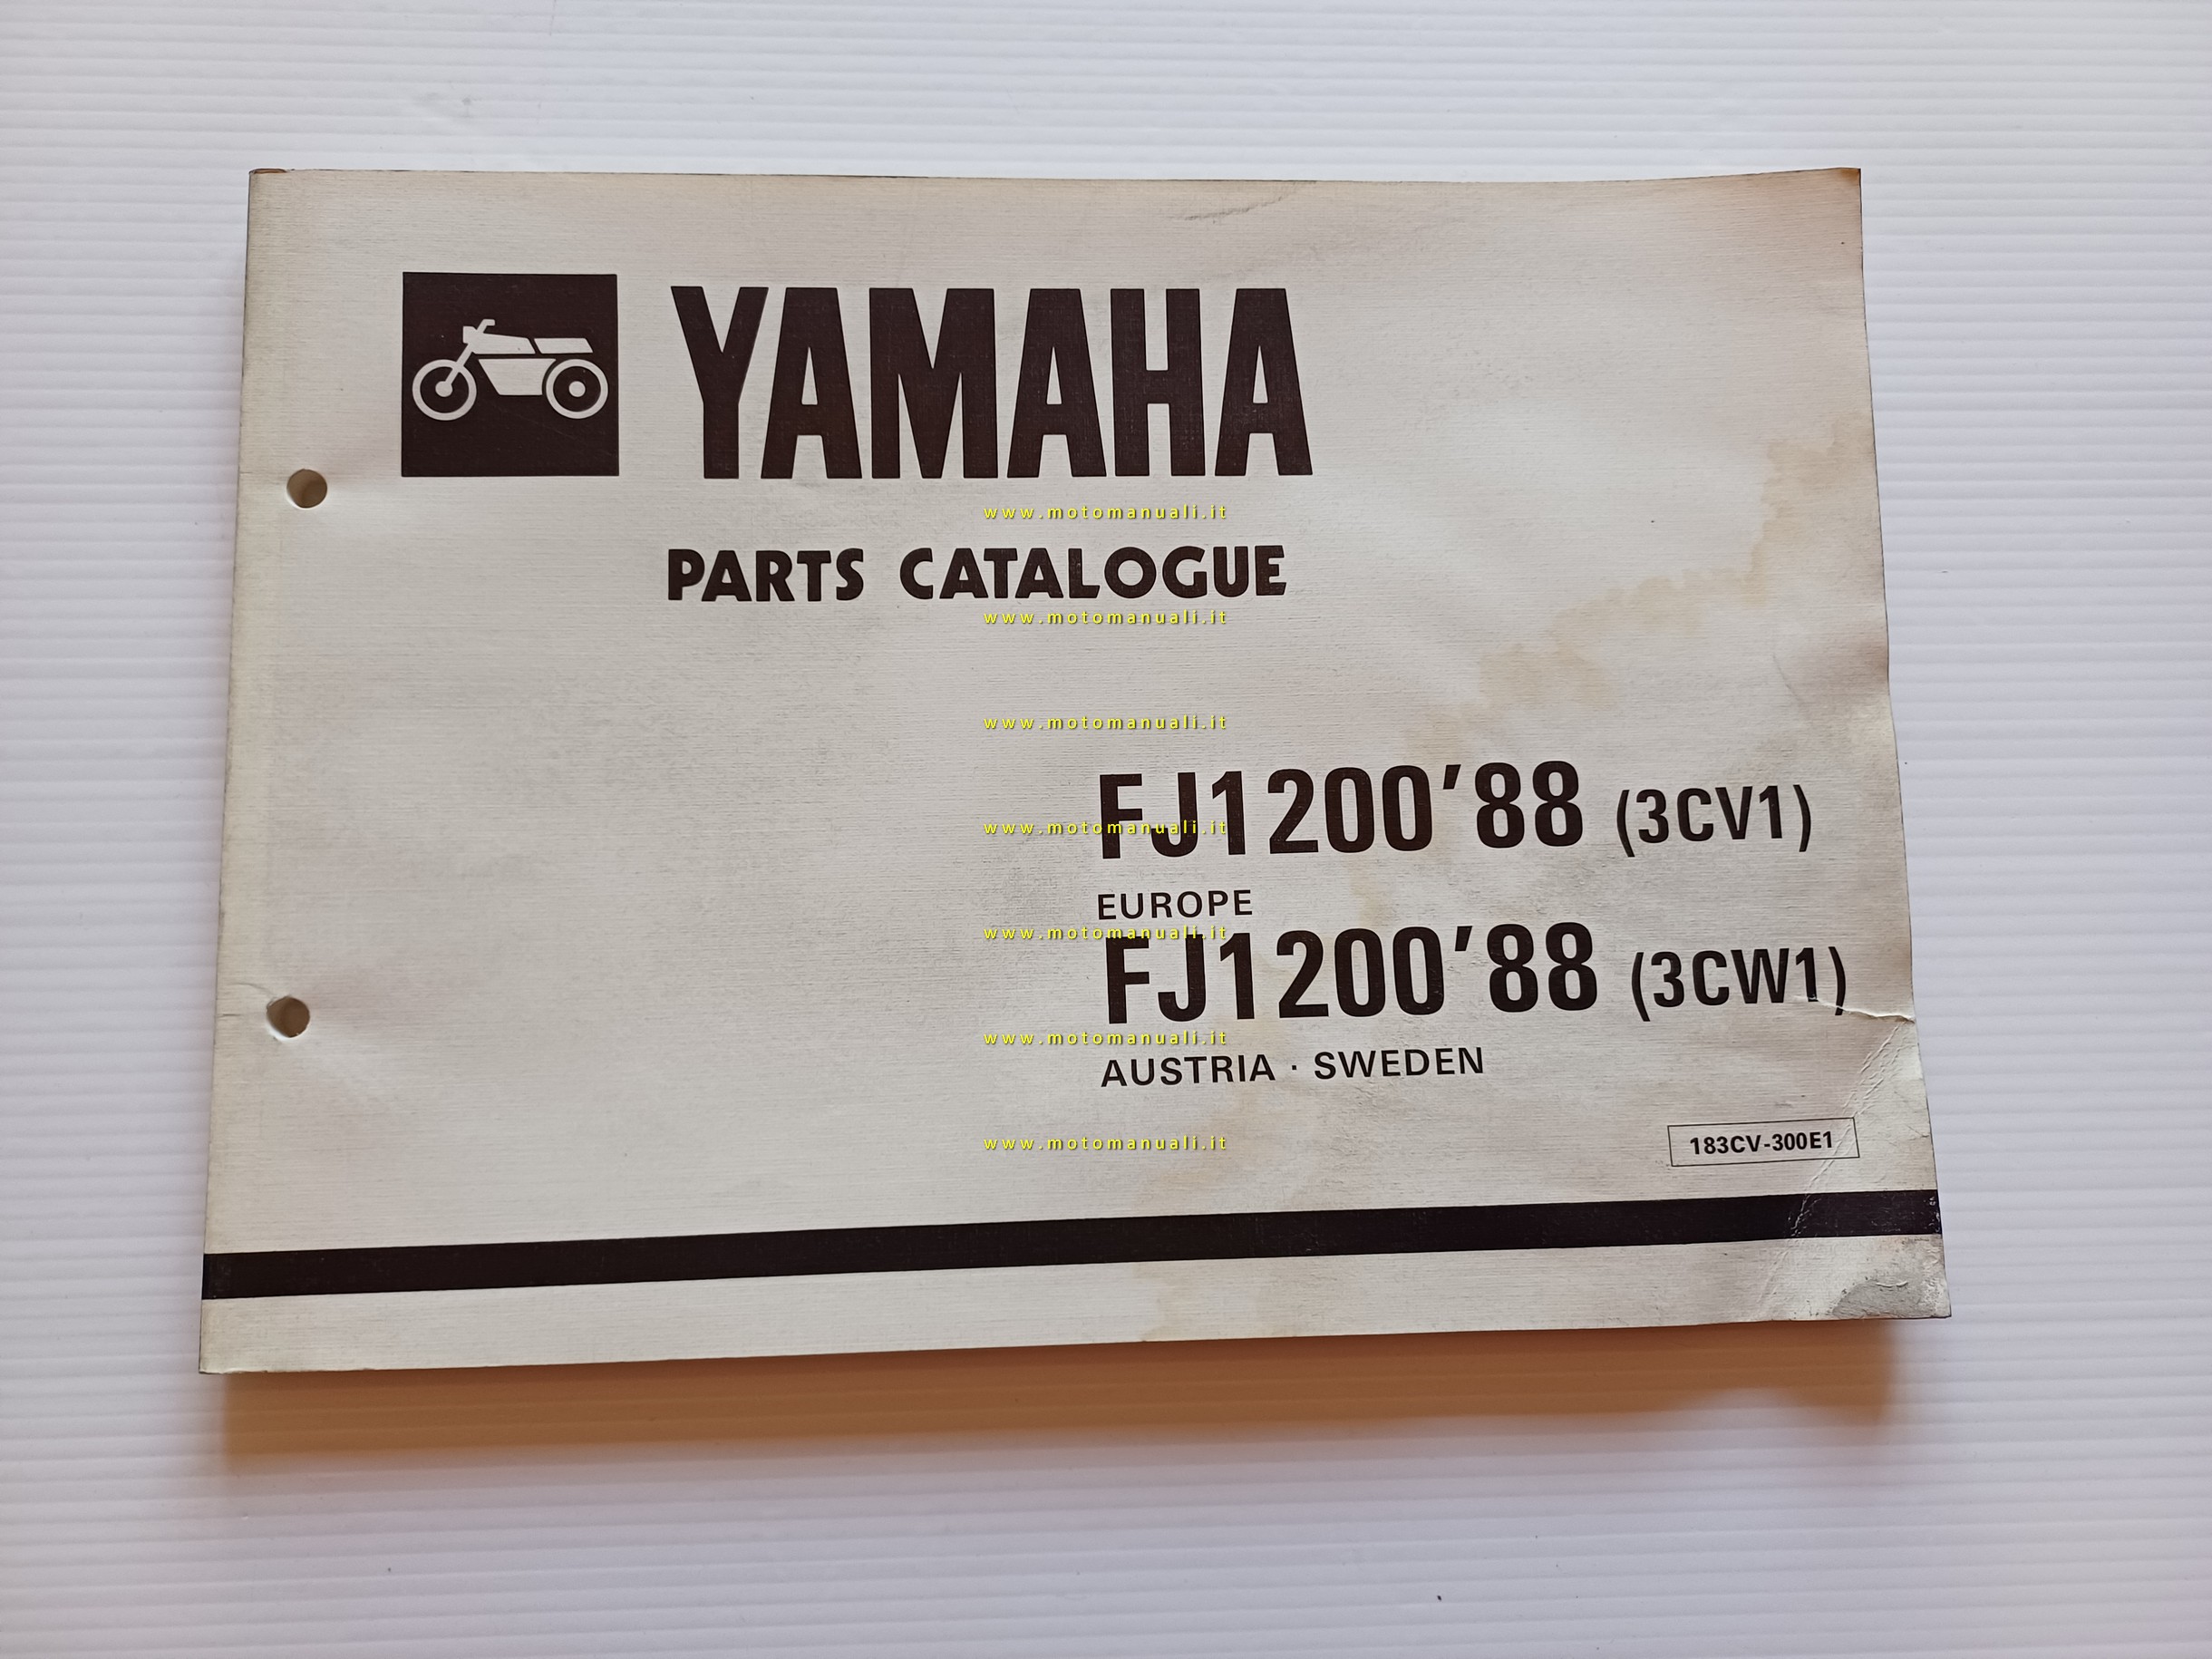 YAMAHA
www.motomanuali.it
PARTS CATALOGUE
www.motomanuali.it
www.motomanuali.it
FJ1200'88 (3CV1)
www.motomanuali.it
EUROPE
www.motomanuali.it
FJ1200'88 (3CW1)
www.motomanuali.it
AUSTRIA · SWEDEN
www.motomanuali.it
183CV-300E1